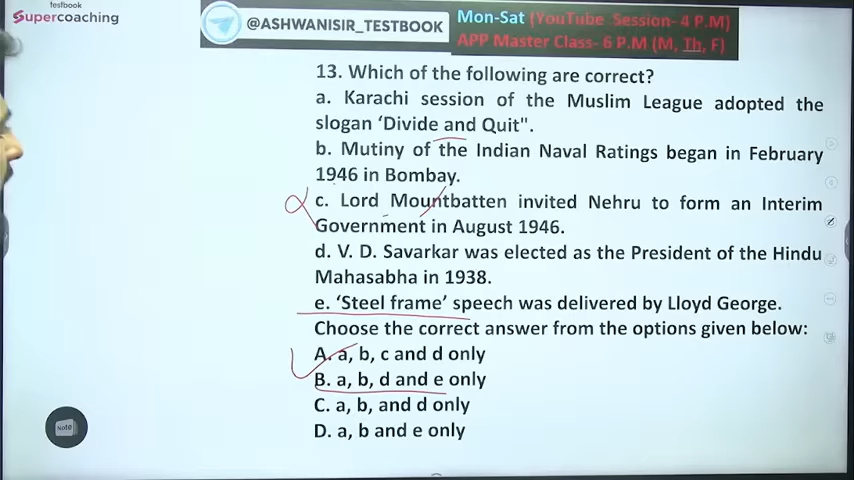 testbook
Supercoaching
@ASHWANISIR_TESTBOOK
Mon-Sat (YouTube Session- 4 P.M)
APP Master Class- 6 P.M (M, Th, F)
13. Which of the following are correct?
a. Karachi session of the Muslim League adopted the
slogan ‘Divide and Quit".
b. Mutiny of the Indian Naval Ratings began in February
1946 in Bombay.
c. Lord Mountbatten invited Nehru to form an Interim
Government in August 1946.
d. V. D. Savarkar was elected as the President of the Hindu
Mahasabha in 1938.
e. ‘Steel frame’ speech was delivered by Lloyd George.
Choose the correct answer from the options given below:
A. a, b, c and d only
B. a, b, d and e only
C. a, b, and d only
D. a, b and e only
Note